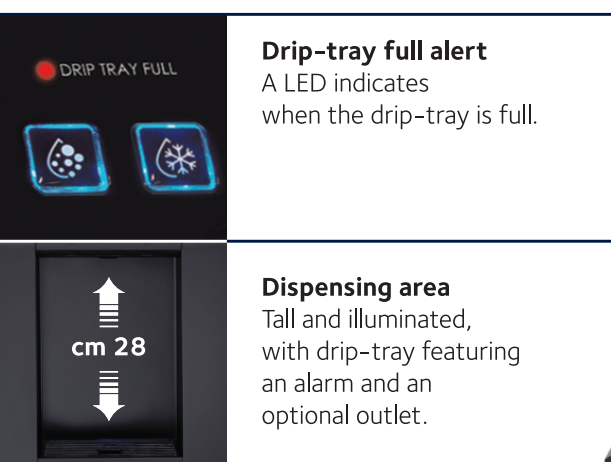 DRIP TRAY FULL
Drip-tray full alert
A LED indicates
when the drip-tray is full.
cm 28
Dispensing area
Tall and illuminated,
with drip-tray featuring
an alarm and an
optional outlet.